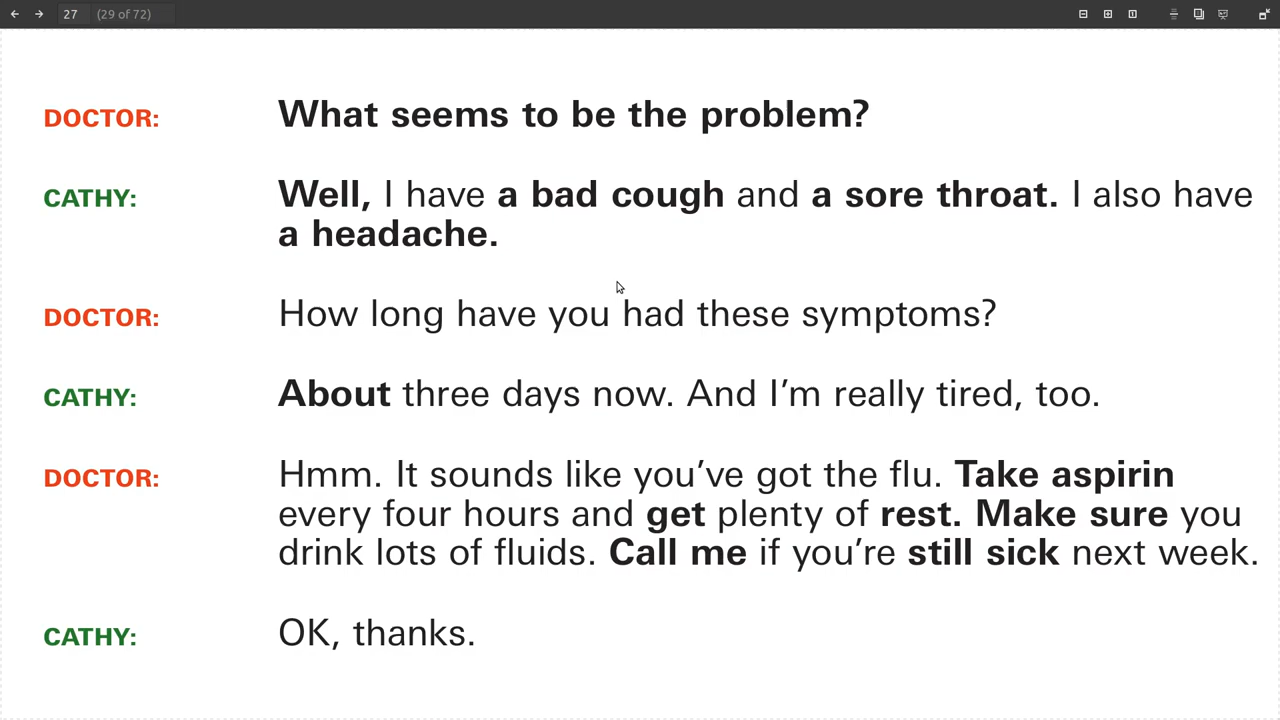 27 (29 of 72)
DOCTOR: What seems to be the problem?
CATHY: Well, I have a bad cough and a sore throat. I also have
a headache.
DOCTOR: How long have you had these symptoms?
CATHY: About three days now. And I’m really tired, too.
DOCTOR: Hmm. It sounds like you’ve got the flu. Take aspirin
every four hours and get plenty of rest. Make sure you
drink lots of fluids. Call me if you’re still sick next week.
CATHY: OK, thanks.